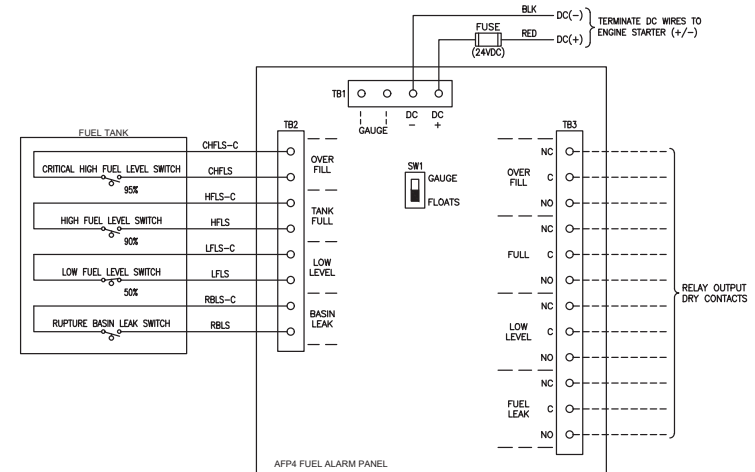 BLK
DC(-)
FUSE
RED
DC(+)
(24VDC)
TERMINATE DC WIRES TO
ENGINE STARTER (+/-)
TB1
DC
-
DC
+
GAUGE
TB2
TB3
FUEL TANK
CHFLS-C
CRITICAL HIGH FUEL LEVEL SWITCH
CHFLS
95%
HFLS-C
HIGH FUEL LEVEL SWITCH
HFLS
90%
LFLS-C
LOW FUEL LEVEL SWITCH
LFLS
50%
RBLS-C
RUPTURE BASIN LEAK SWITCH
RBLS
OVER
FILL
TANK
FULL
LOW
LEVEL
BASIN
LEAK
SW1
GAUGE
FLOATS
NC
OVER
FILL
C
NO
NC
FULL
C
NO
NC
LOW
LEVEL
C
NO
NC
FUEL
LEAK
C
NO
RELAY OUTPUT
DRY CONTACTS
AFP4 FUEL ALARM PANEL